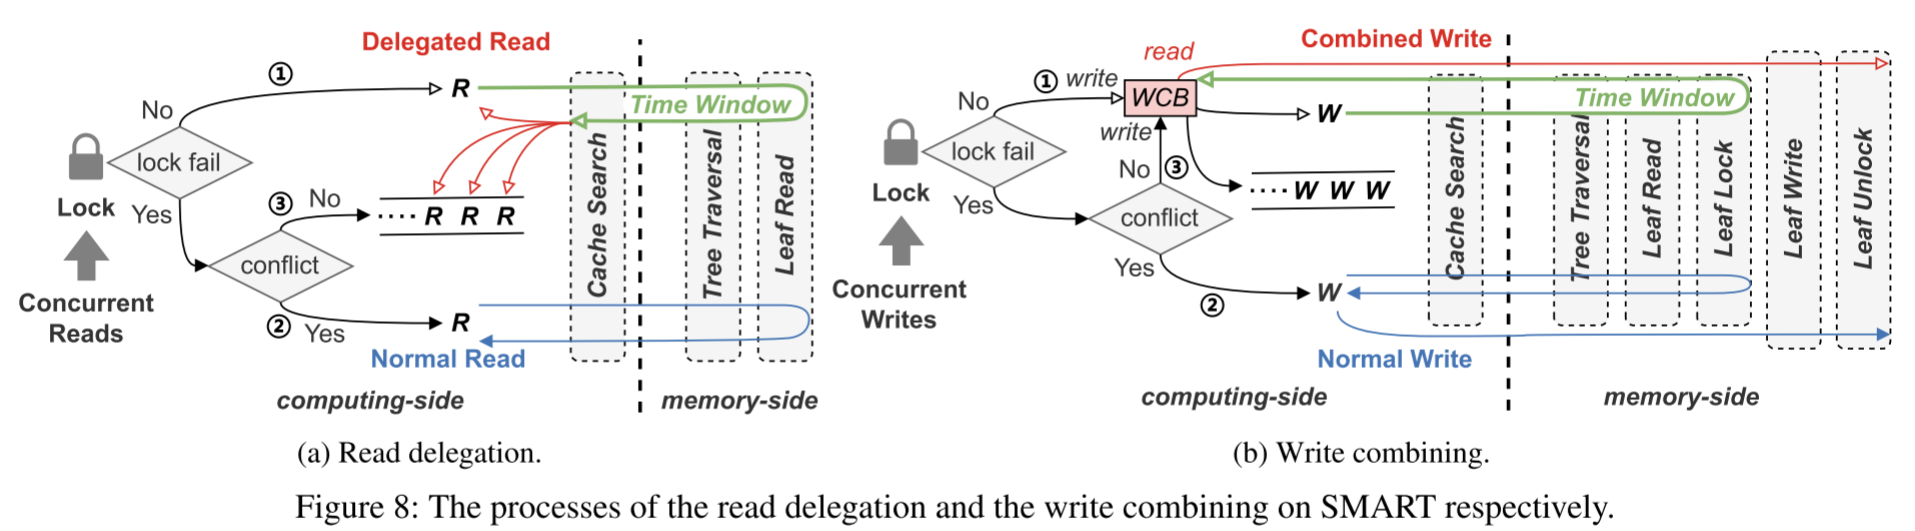 Delegated Read
①
R
No
Time Window
lock fail
Lock
Yes
③
No
····· R R R
conflict
Concurrent
Reads
②
Yes
R
Normal Read
Cache Search
Tree Traversal
Leaf Read
computing-side
memory-side
(a) Read delegation.
Combined Write
read
①
write
WCB
No
W
Time Window
write
lock fail
Lock
Yes
No
③
····· W W W
conflict
Concurrent
Writes
Yes
②
W
Normal Write
Cache Search
Tree Traversal
Leaf Read
Leaf Lock
Leaf Write
Leaf Unlock
computing-side
memory-side
(b) Write combining.
Figure 8: The processes of the read delegation and the write combining on SMART respectively.